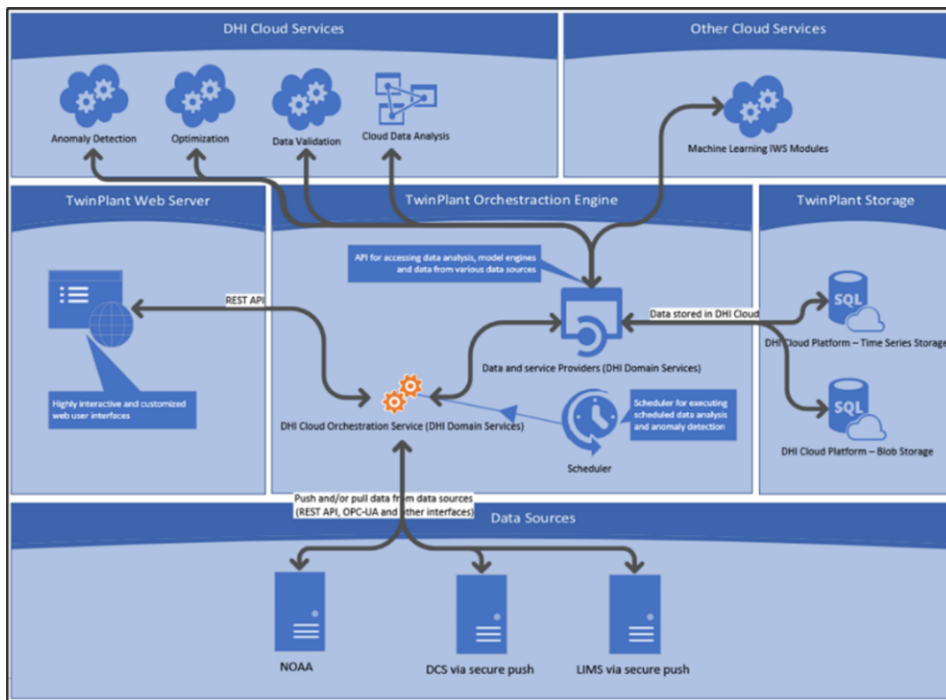 DHI Cloud Services
Other Cloud Services
Anomaly Detection
Optimization
Data Validation
Cloud Data Analysis
Machine Learning IWS Modules
TwinPlant Web Server
TwinPlant Orchestration Engine
TwinPlant Storage
API for accessing data analysis, model engines
and data from various data sources
REST API
Data stored in DHI Cloud
SQL
DHI Cloud Platform – Time Series Storage
Data and service Providers (DHI Domain Services)
Highly interactive and customized
web user interfaces
Scheduler for executing
scheduled data analysis
and anomaly detection
SQL
DHI Cloud Orchestration Service (DHI Domain Services)
DHI Cloud Platform – Blob Storage
Scheduler
Push and/or pull data from data sources
(REST API, OPC-UA and other interfaces)
Data Sources
NOAA
DCS via secure push
LIMS via secure push